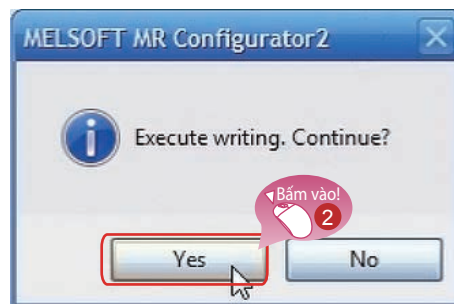 MELSOFT MR Configurator2
Execute writing. Continue?
Bấm vào!
2
Yes
No